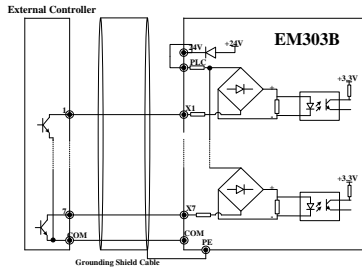 External Controller
24V
+24V
EM303B
PLC
+3.3V
1
X1
+3.3V
7
X7
COM
COM
PE
Grounding Shield Cable